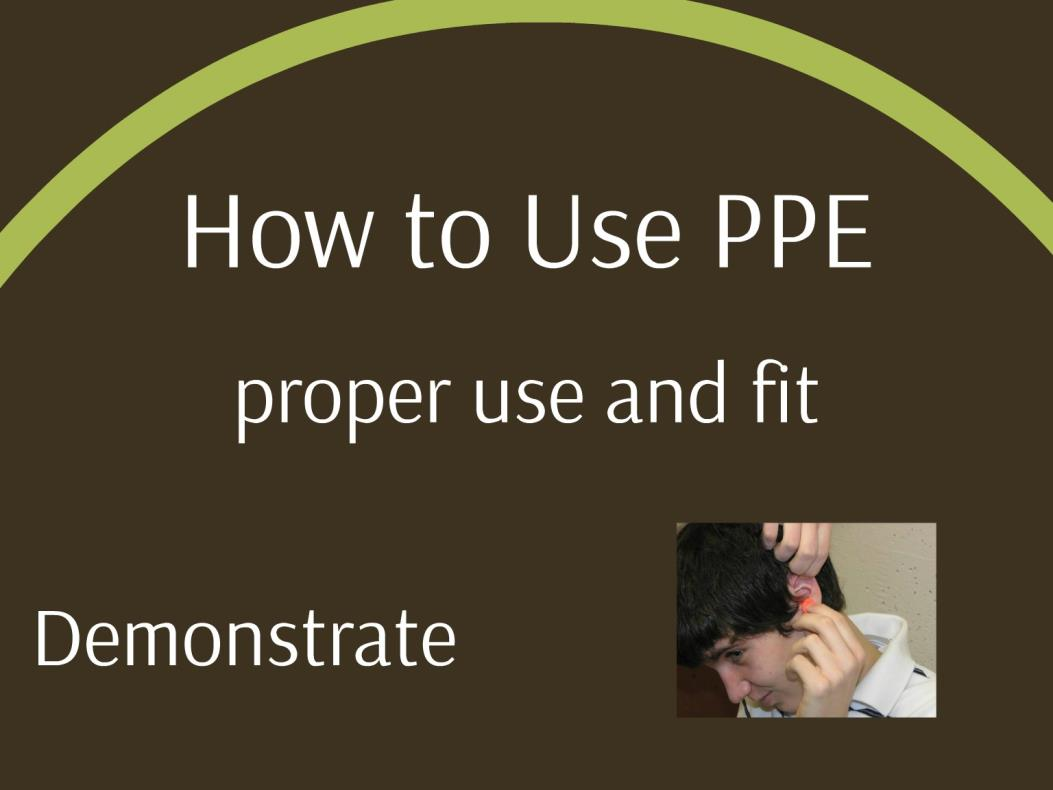 How to Use PPE
proper use and fit
Demonstrate